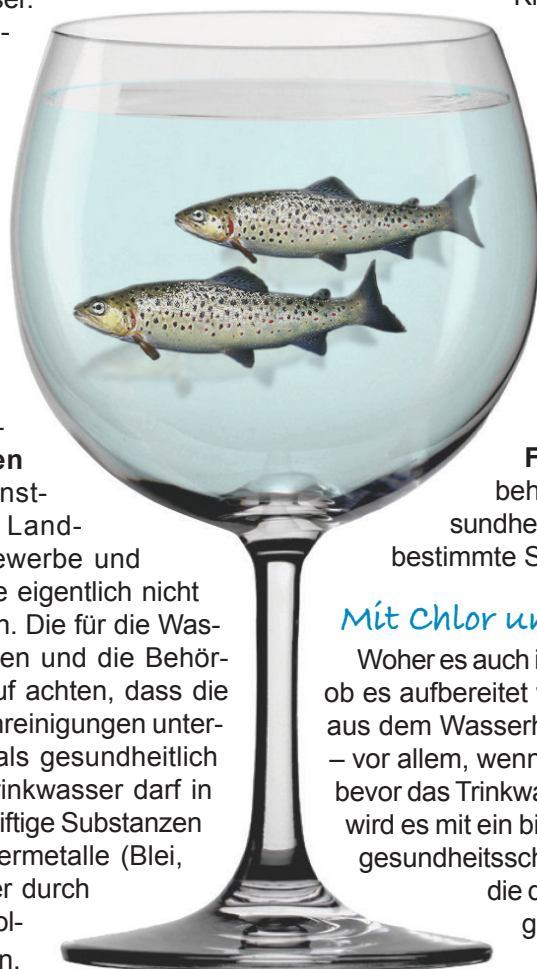 ser.
-
-
en
nst-
Land-
ewerbe und
e eigentlich nicht
n. Die für die Was-
en und die Behör-
uf achten, dass die
nreinigungen unter-
als gesundheitlich
rinkwasser darf in
iftige Substanzen
ermetalle (Blei,
er durch
ol-
n.
F
beh
sundhe
bestimmte S
Mit Chlor un
Woher es auch i
ob es aufbereitet
aus dem Wasserh
– vor allem, wenn
bevor das Trinkwa
wird es mit ein bi
gesundheitssch
die d
g